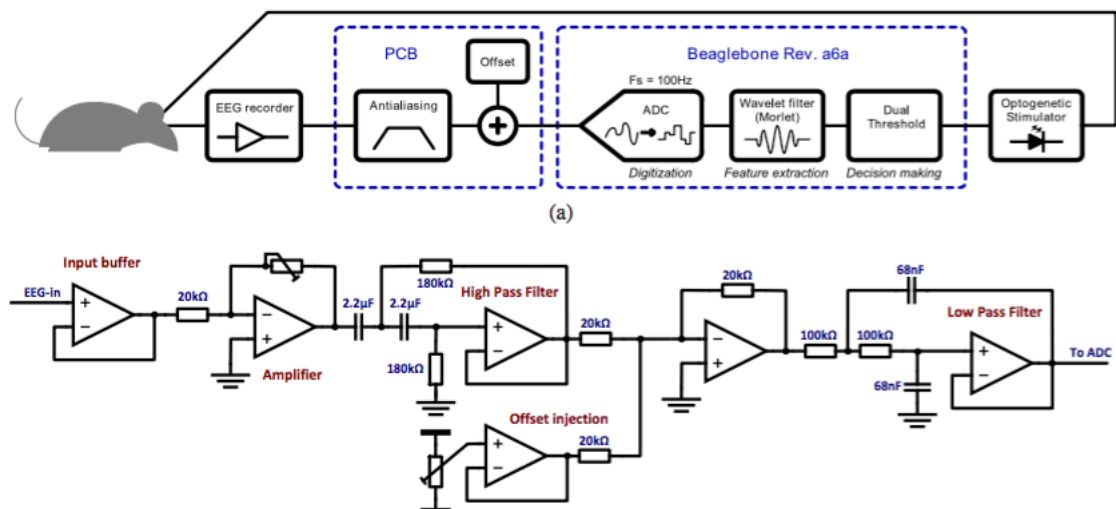 PCB
Beaglebone Rev. a6a
Offset
Fs = 100Hz
EEG recorder
Antialiasing
ADC
Wavelet filter
(Morlet)
Dual
Threshold
Optogenetic
Stimulator
Digitization
Feature extraction
Decision making
(a)
Input buffer
EEG-in
20kΩ
Amplifier
2.2µF
2.2µF
180kΩ
180kΩ
High Pass Filter
20kΩ
Offset injection
20kΩ
20kΩ
100kΩ
100kΩ
68nF
68nF
Low Pass Filter
To ADC